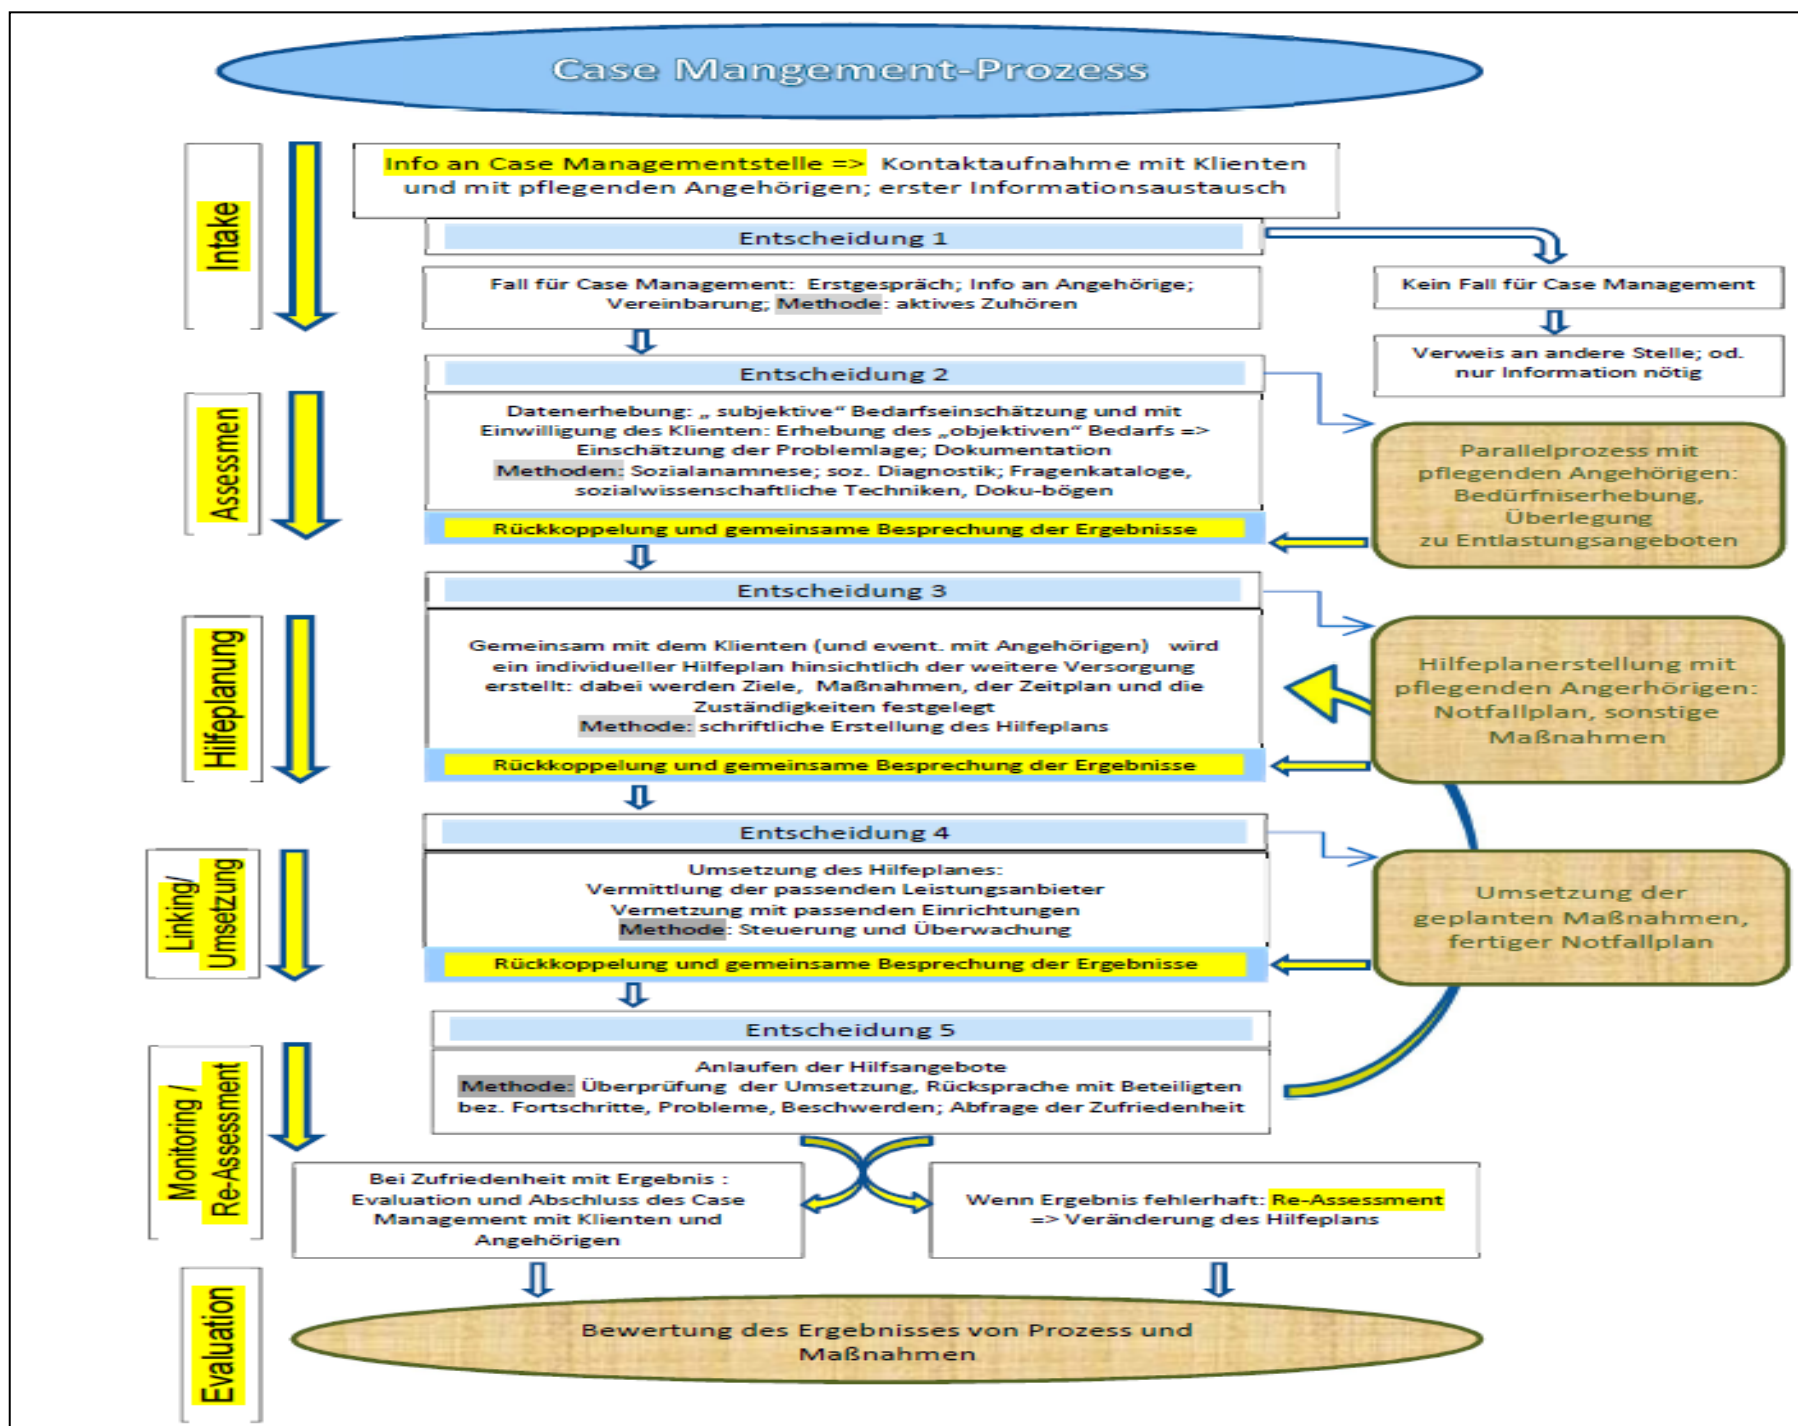 Case Mangement-Prozess
Intake
Info an Case Managementstelle => Kontaktaufnahme mit Klienten
und mit pflegenden Angehörigen; erster Informationsaustausch
Entscheidung 1
Fall für Case Management: Erstgespräch; Info an Angehörige;
Vereinbarung; Methode: aktives Zuhören
Kein Fall für Case Management
Verweis an andere Stelle; od.
nur Information nötig
Assessmen
Entscheidung 2
Datenerhebung: „ subjektive“ Bedarfseinschätzung und mit
Einwilligung des Klienten: Erhebung des „objektiven“ Bedarfs =>
Einschätzung der Problemlage; Dokumentation
Methoden: Sozialanamnese; soz. Diagnostik; Fragenkataloge,
sozialwissenschaftliche Techniken, Doku-bögen
Rückkoppelung und gemeinsame Besprechung der Ergebnisse
Parallelprozess mit
pflegenden Angehörigen:
Bedürfniserhebung,
Überlegung
zu Entlastungsangeboten
Hilfeplanung
Entscheidung 3
Gemeinsam mit dem Klienten (und event. mit Angehörigen) wird
ein individueller Hilfeplan hinsichtlich der weitere Versorgung
erstellt: dabei werden Ziele, Maßnahmen, der Zeitplan und die
Zuständigkeiten festgelegt
Methode: schriftliche Erstellung des Hilfeplans
Rückkoppelung und gemeinsame Besprechung der Ergebnisse
Hilfeplanerstellung mit
pflegenden Angerhörigen:
Notfallplan, sonstige
Maßnahmen
Linking/
Umsetzung
Entscheidung 4
Umsetzung des Hilfeplanes:
Vermittlung der passenden Leistungsanbieter
Vernetzung mit passenden Einrichtungen
Methode: Steuerung und Überwachung
Rückkoppelung und gemeinsame Besprechung der Ergebnisse
Umsetzung der
geplanten Maßnahmen,
fertiger Notfallplan
Monitoring /
Re-Assessment
Entscheidung 5
Anlaufen der Hilfsangebote
Methode: Überprüfung der Umsetzung, Rücksprache mit Beteiligten
bez. Fortschritte, Probleme, Beschwerden; Abfrage der Zufriedenheit
Bei Zufriedenheit mit Ergebnis :
Evaluation und Abschluss des Case
Management mit Klienten und
Angehörigen
Wenn Ergebnis fehlerhaft: Re-Assessment
=> Veränderung des Hilfeplans
Evaluation
Bewertung des Ergebnisses von Prozess und
Maßnahmen